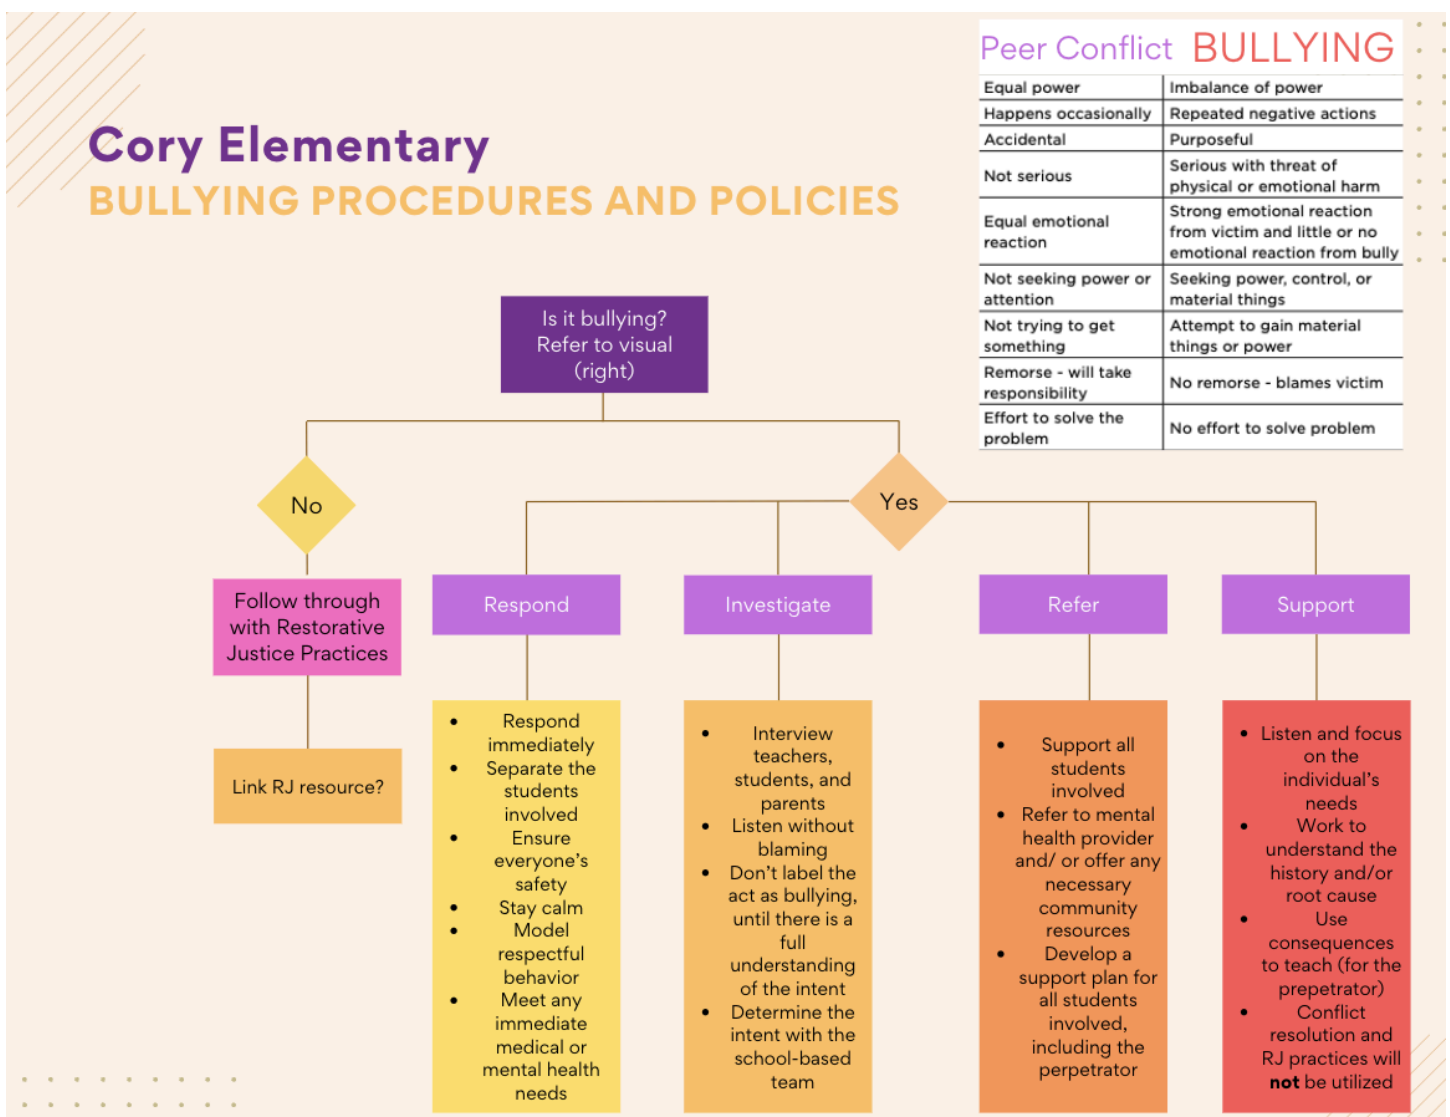 Cory Elementary
BULLYING PROCEDURES AND POLICIES
Peer Conflict BULLYING
Equal power Imbalance of power
Happens occasionally Repeated negative actions
Accidental Purposeful
Not serious
Serious with threat of
physical or emotional harm
Equal emotional
reaction
Strong emotional reaction
from victim and little or no
emotional reaction from bully
Not seeking power or
attention
Seeking power, control, or
material things
Not trying to get
something
Attempt to gain material
things or power
Remorse - will take
responsibility
No remorse - blames victim
Effort to solve the
problem
No effort to solve problem
Is it bullying?
Refer to visual
(right)
No
Yes
Follow through
with Restorative
Justice Practices
Link RJ resource?
Respond
• Respond
immediately
• Separate the
students
involved
• Ensure
everyone's
safety
• Stay calm
• Model
respectful
behavior
• Meet any
immediate
medical or
mental health
needs
Investigate
• Interview
teachers,
students, and
parents
• Listen without
blaming
• Don't label the
act as bullying,
until there is a
full
understanding
of the intent
• Determine the
intent with the
school-based
team
Refer
• Support all
students
involved
• Refer to mental
health provider
and/ or offer any
necessary
community
resources
• Develop a
support plan for
all students
involved,
including the
perpetrator
Support
• Listen and focus
on the
individual's
needs
• Work to
understand the
history and/or
root cause
• Use
consequences
to teach (for the
prepetrator)
• Conflict
resolution and
RJ practices will
not be utilized